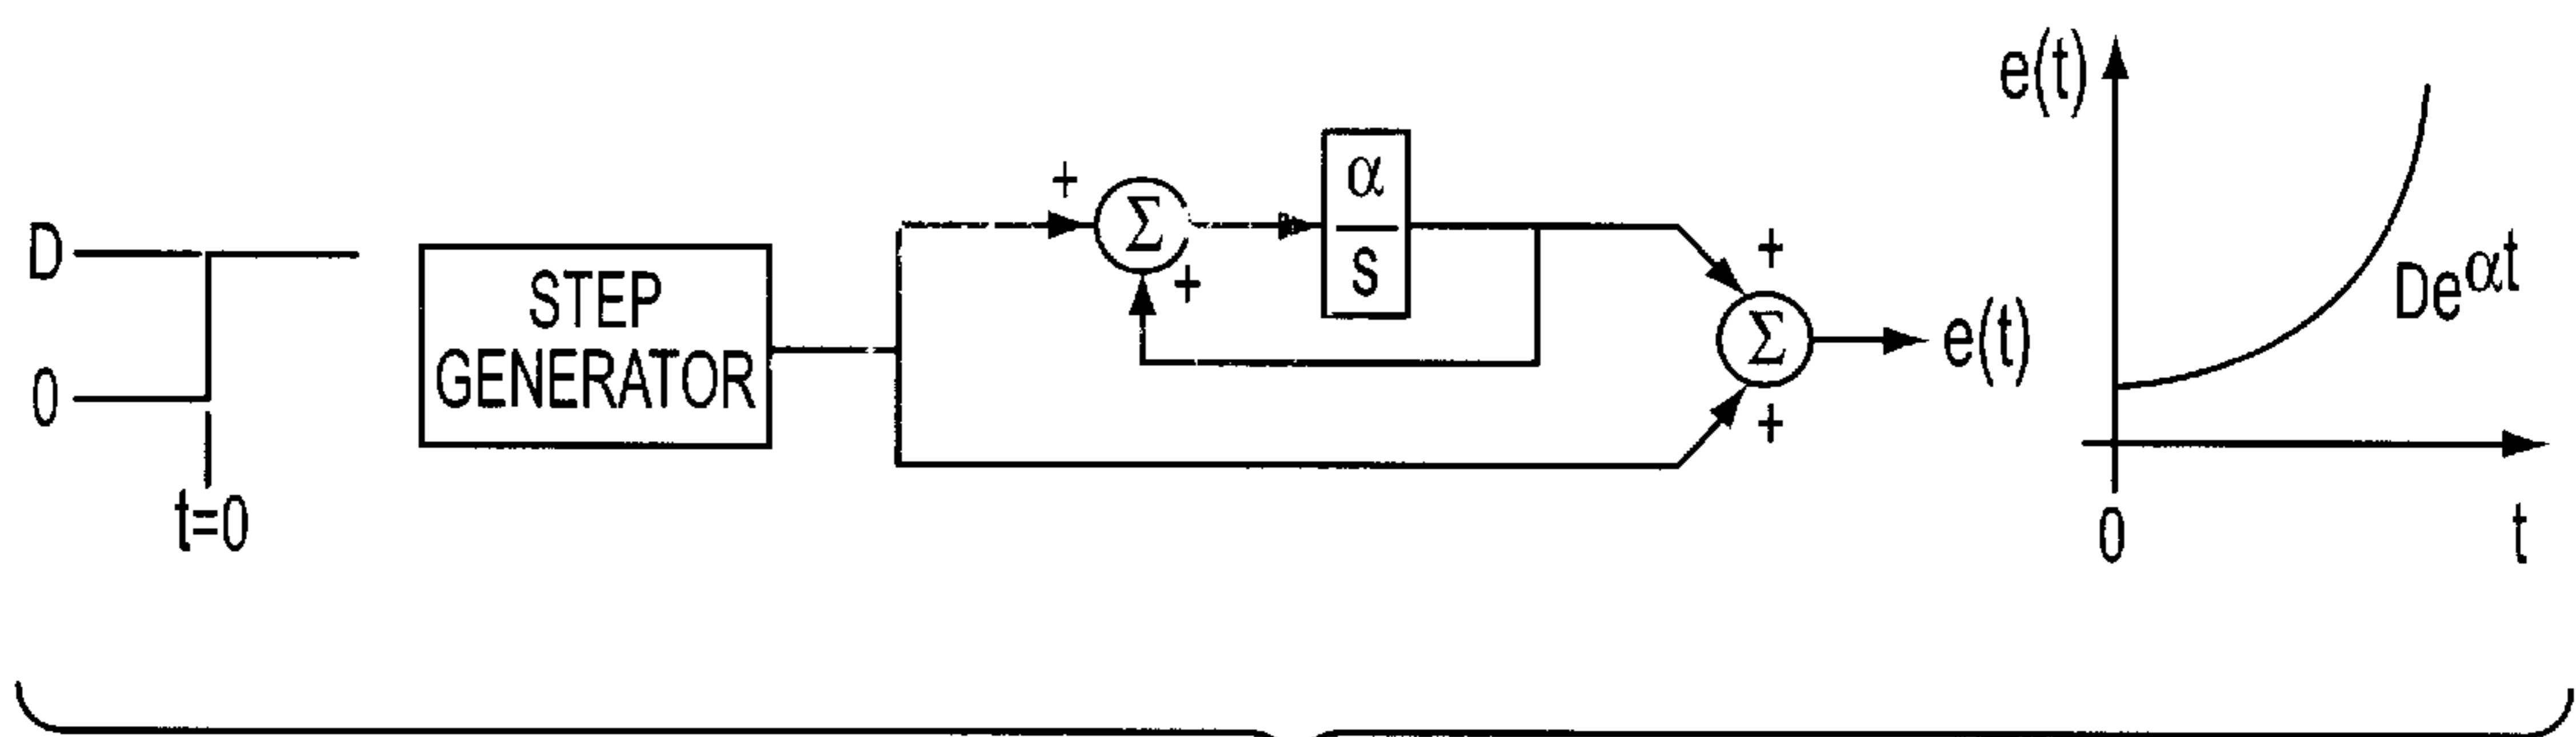 D
0
t=0
STEP
GENERATOR
+
Σ
+
α
s
+
Σ
+
e(t)
e(t)
De^αt
0
t